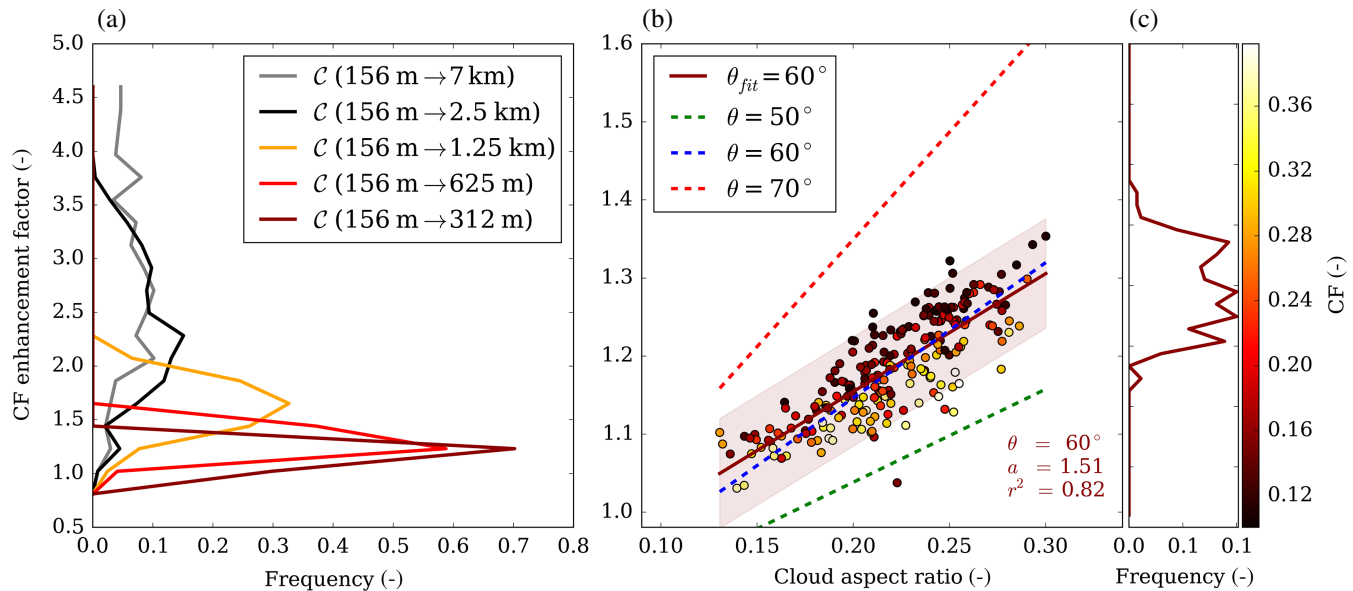 (a)
CF enhancement factor (-)
5.0
4.5
4.0
3.5
3.0
2.5
2.0
1.5
1.0
0.5
𝒞 (156 m→7 km)
𝒞 (156 m→2.5 km)
𝒞 (156 m→1.25 km)
𝒞 (156 m→625 m)
𝒞 (156 m→312 m)
0.0 0.1 0.2 0.3 0.4 0.5 0.6 0.7 0.8
Frequency (-)
(b)
1.6
1.5
1.4
1.3
1.2
1.1
1.0
θfit = 60°
θ = 50°
θ = 60°
θ = 70°
θ = 60°
a = 1.51
r² = 0.82
0.10 0.20 0.30
Cloud aspect ratio (-)
(c)
0.0 0.1 0.1
Frequency (-)
0.36
0.32
0.28
0.24
0.20
0.16
0.12
CF (-)